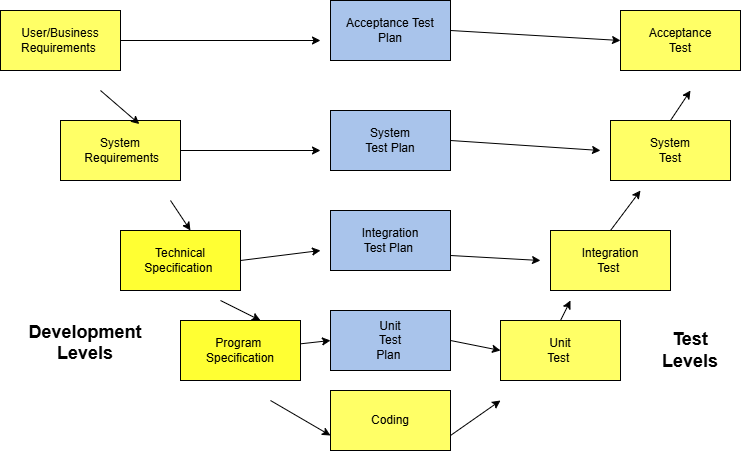 User/Business
Requirements
Acceptance Test
Plan
Acceptance
Test
System
Requirements
System
Test Plan
System
Test
Technical
Specification
Integration
Test Plan
Integration
Test
Development
Levels
Program
Specification
Unit
Test
Plan
Unit
Test
Test
Levels
Coding